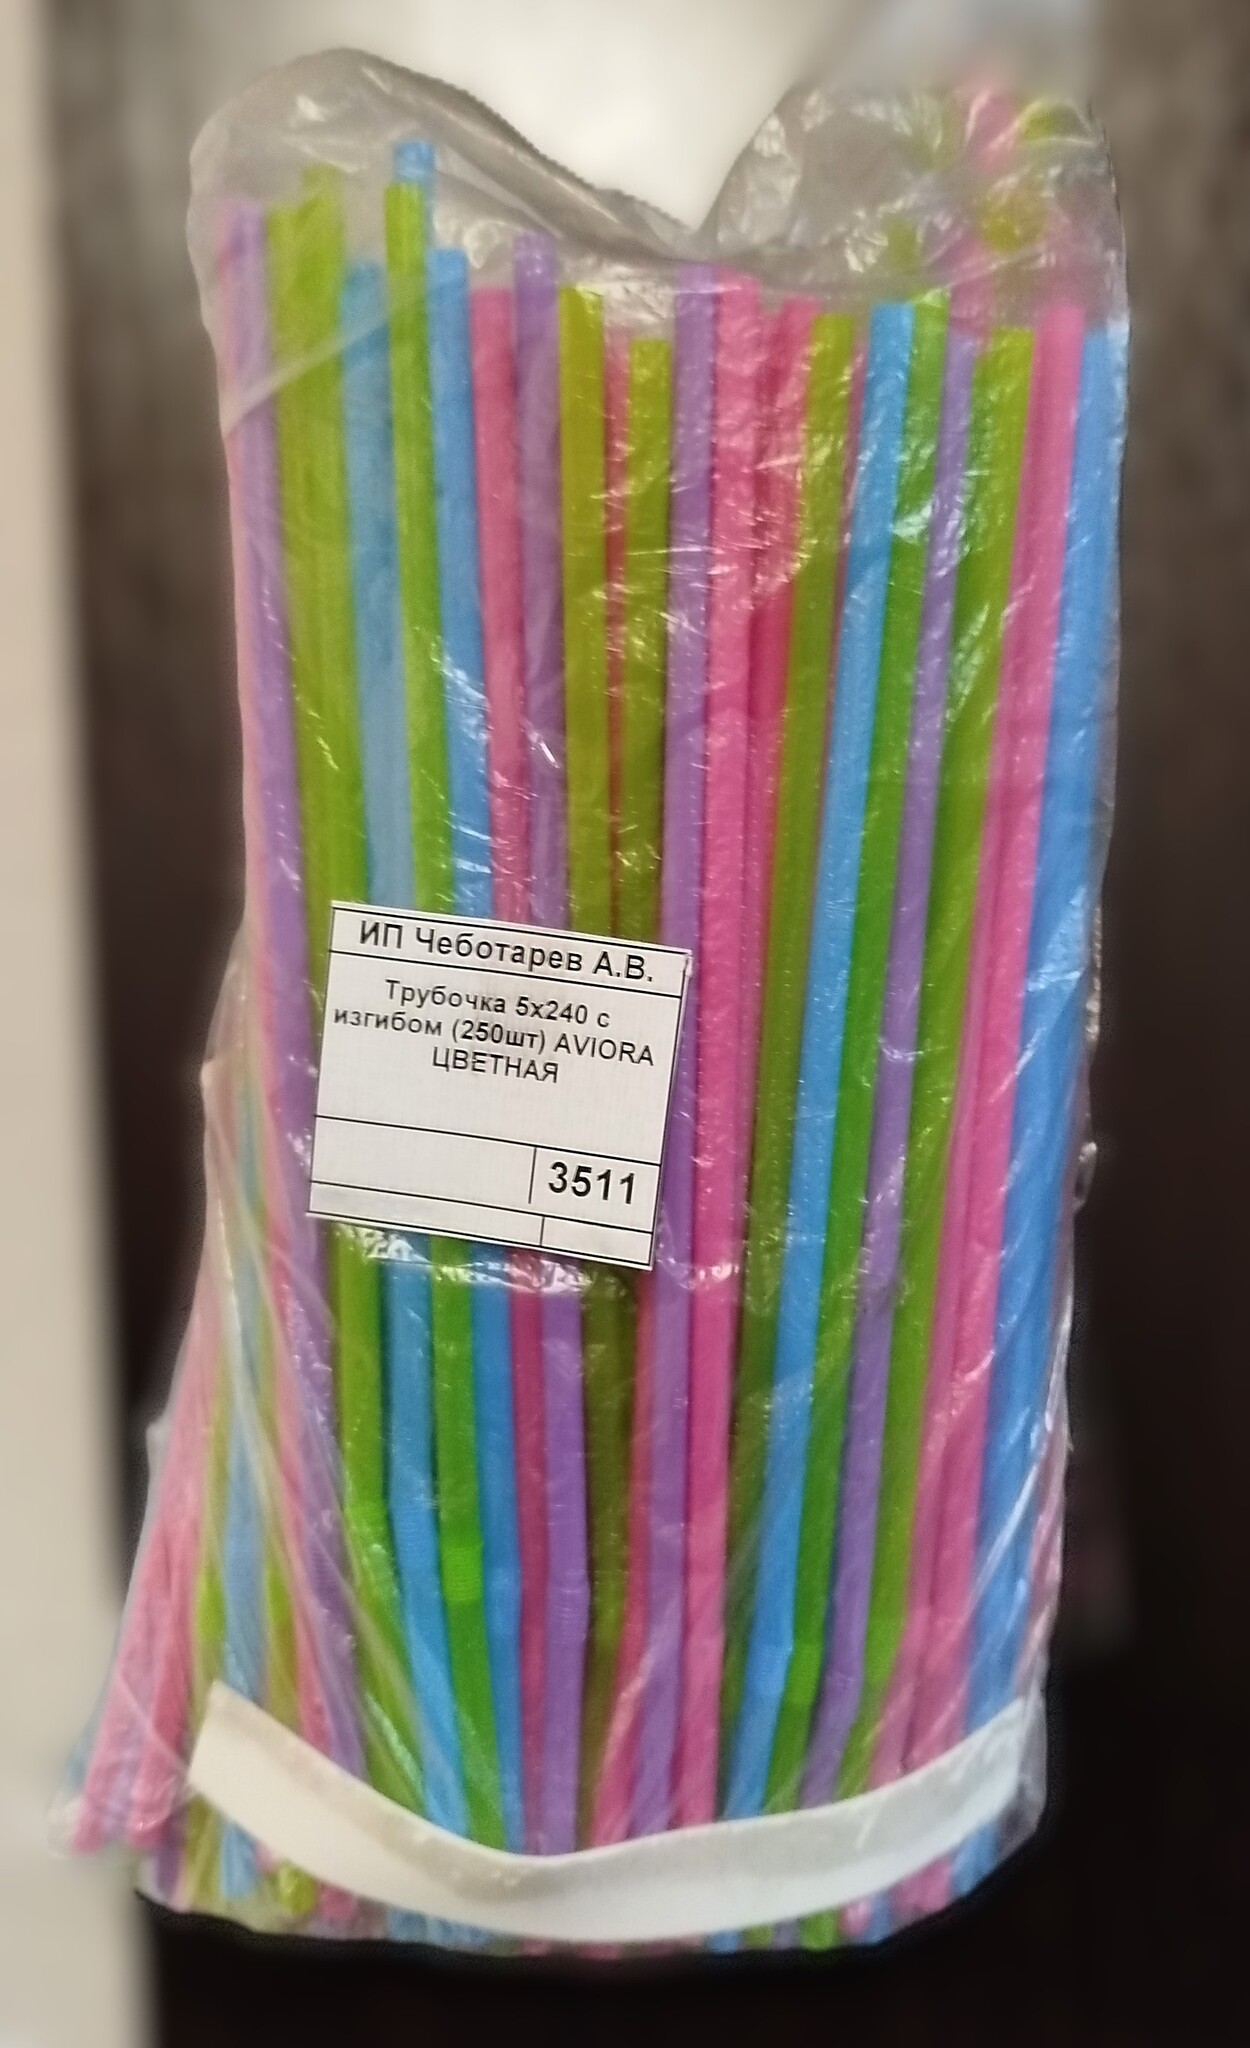 ИП Чеботарев А.В.
Трубочка 5х240 с
изгибом (250шт) AVIORA
ЦВЕТНАЯ
3511